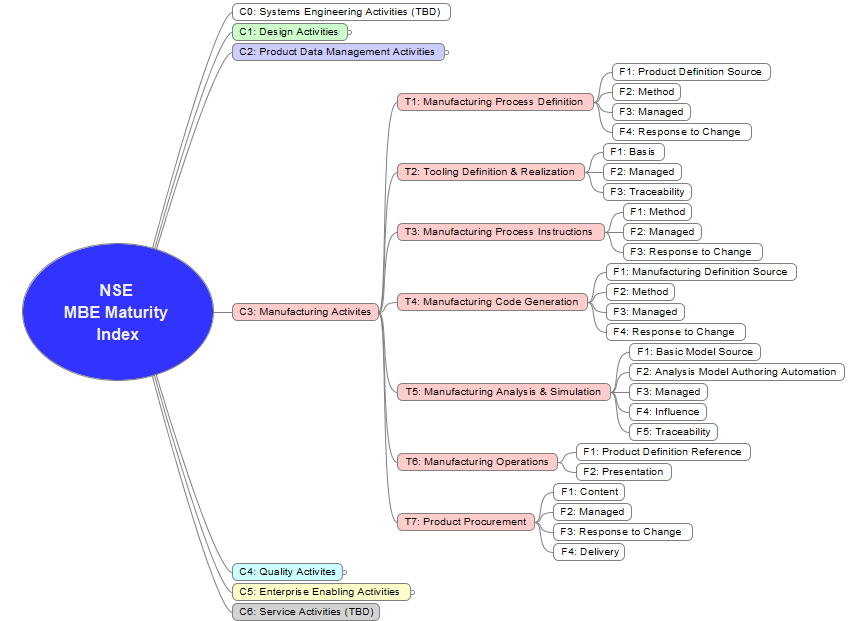 C0: Systems Engineering Activities (TBD)
C1: Design Activities
C2: Product Data Management Activities
NSE
MBE Maturity
Index
C3: Manufacturing Activites
T1: Manufacturing Process Definition
F1: Product Definition Source
F2: Method
F3: Managed
F4: Response to Change
T2: Tooling Definition & Realization
F1: Basis
F2: Managed
F3: Traceability
T3: Manufacturing Process Instructions
F1: Method
F2: Managed
F3: Response to Change
T4: Manufacturing Code Generation
F1: Manufacturing Definition Source
F2: Method
F3: Managed
F4: Response to Change
T5: Manufacturing Analysis & Simulation
F1: Basic Model Source
F2: Analysis Model Authoring Automation
F3: Managed
F4: Influence
F5: Traceability
T6: Manufacturing Operations
F1: Product Definition Reference
F2: Presentation
T7: Product Procurement
F1: Content
F2: Managed
F3: Response to Change
F4: Delivery
C4: Quality Activites
C5: Enterprise Enabling Activities
C6: Service Activities (TBD)